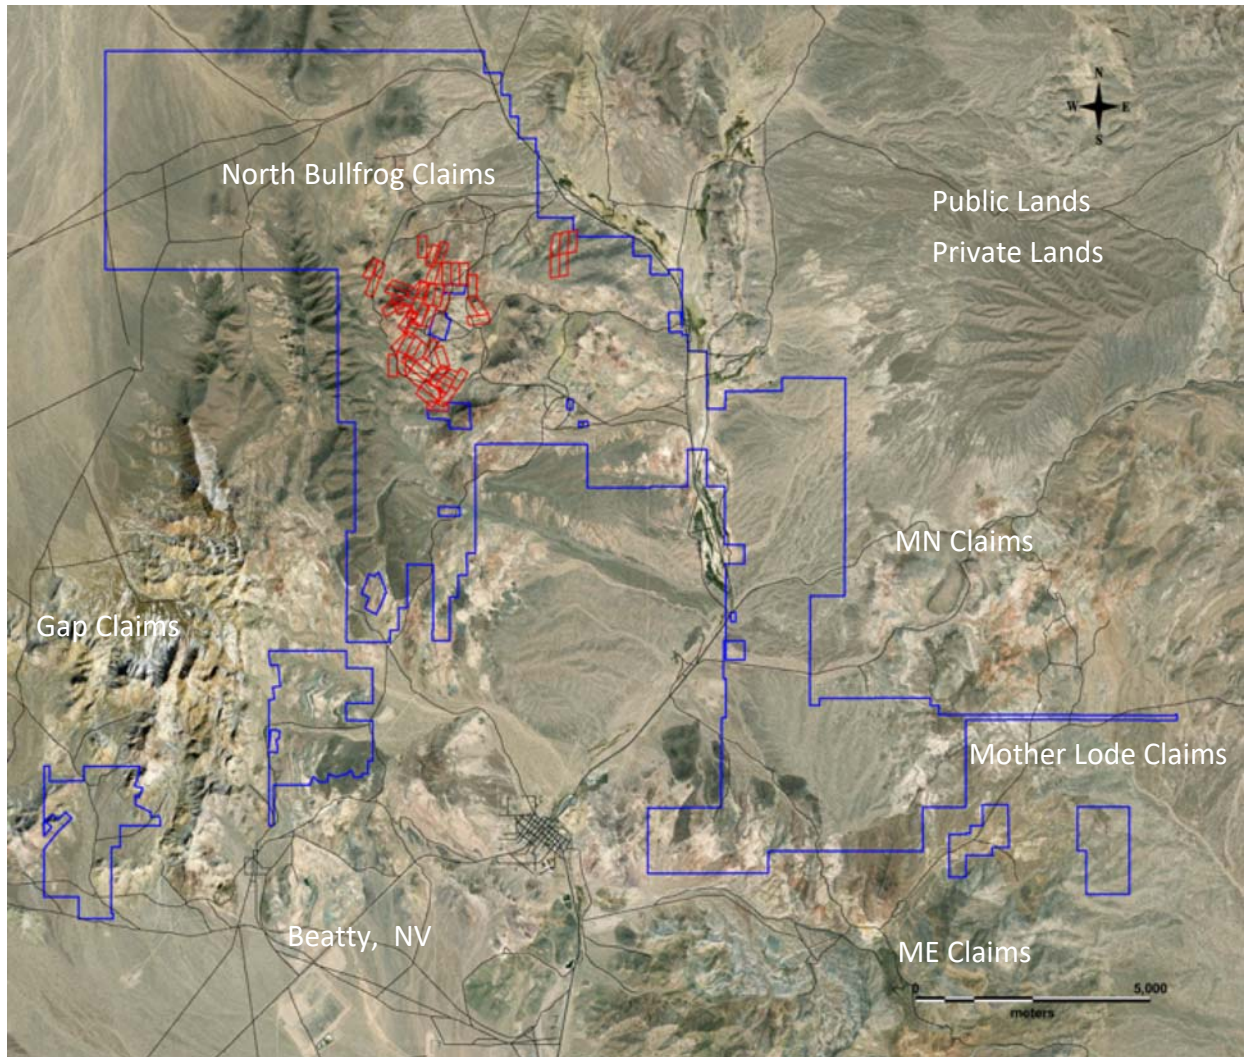 N
W E
S
North Bullfrog Claims
Public Lands
Private Lands
MN Claims
Gap Claims
Mother Lode Claims
Beatty, NV
ME Claims
0 5,000
meters